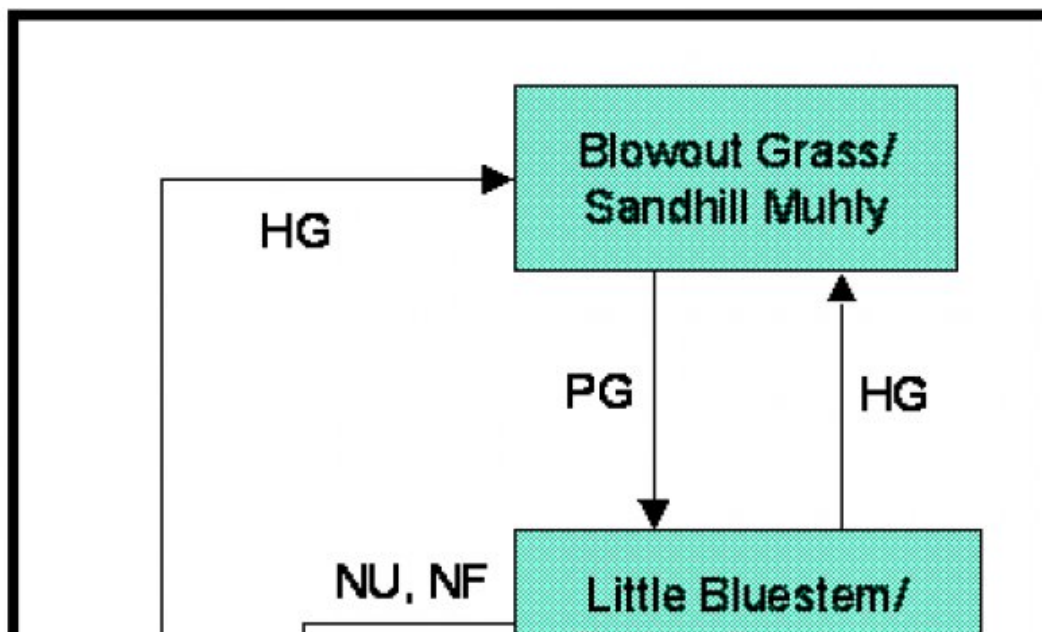 Blowout Grass/
Sandhill Muhly
HG
PG
HG
NU, NF
Little Bluestem/